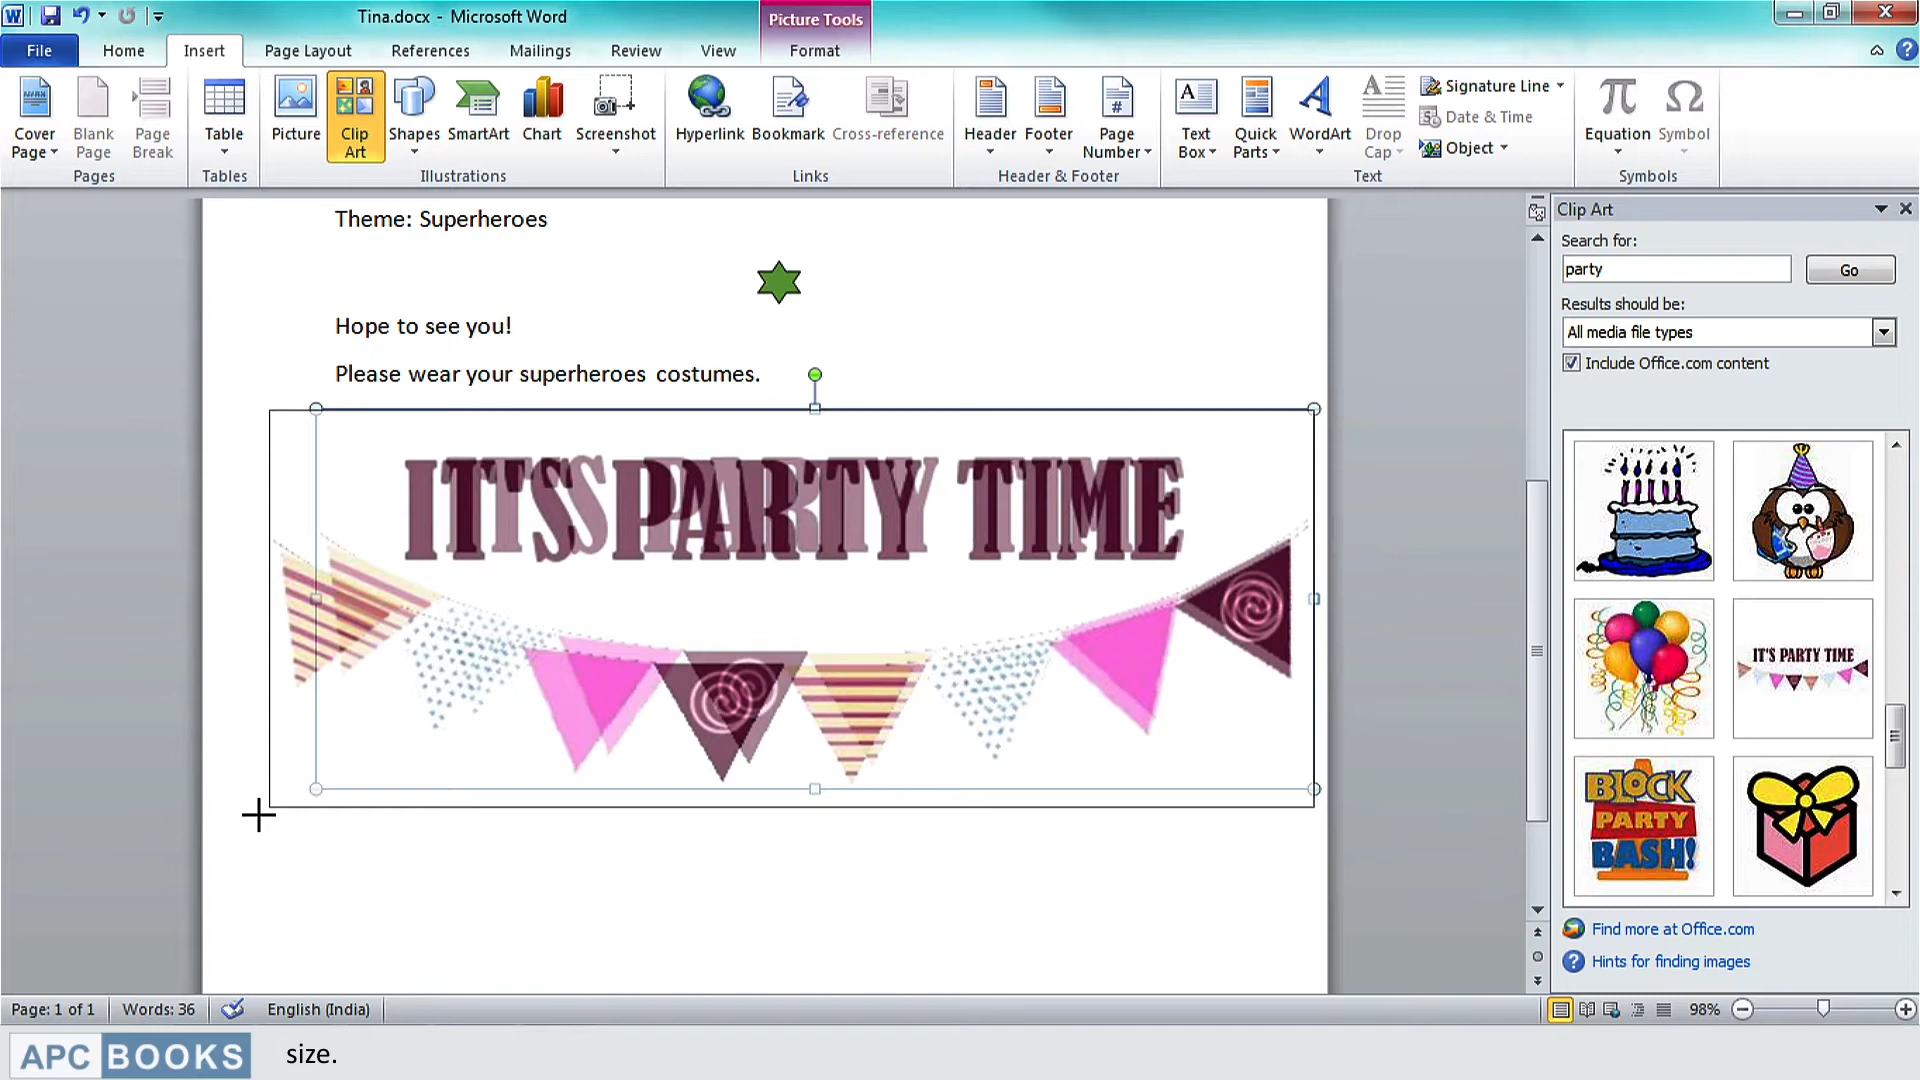 Tina.docx - Microsoft Word
Picture Tools
File Home Insert Page Layout References Mailings Review View Format
Cover Page
Blank Page
Page Break
Table
Picture
Clip Art
Shapes
SmartArt
Chart
Screenshot
Hyperlink
Bookmark
Cross-reference
Header
Footer
Page Number
Text Box
Quick Parts
WordArt
Drop Cap
Signature Line
Date & Time
Object
Equation
Symbol
Pages Tables Illustrations Links Header & Footer Text Symbols
Theme: Superheroes
Hope to see you!
Please wear your superheroes costumes.
IT'S PARTY TIME
Clip Art
Search for:
party
Go
Results should be:
All media file types
Include Office.com content
IT'S PARTY TIME
BLOCK
PARTY
BASH!
Find more at Office.com
Hints for finding images
Page: 1 of 1 Words: 36 English (India) 98%
APC BOOKS
size.